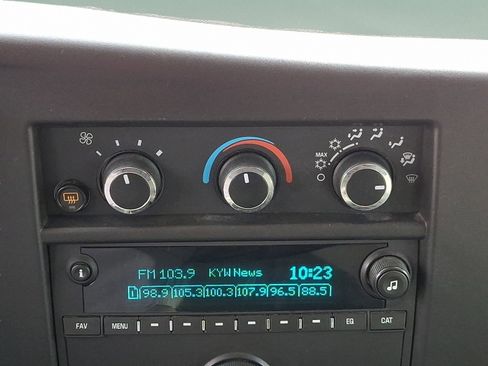 MAX
FM 103.9 KYW News 10:23
1 98.9 105.3 100.3 107.9 96.5 88.5
i
FAV MENU EQ CAT